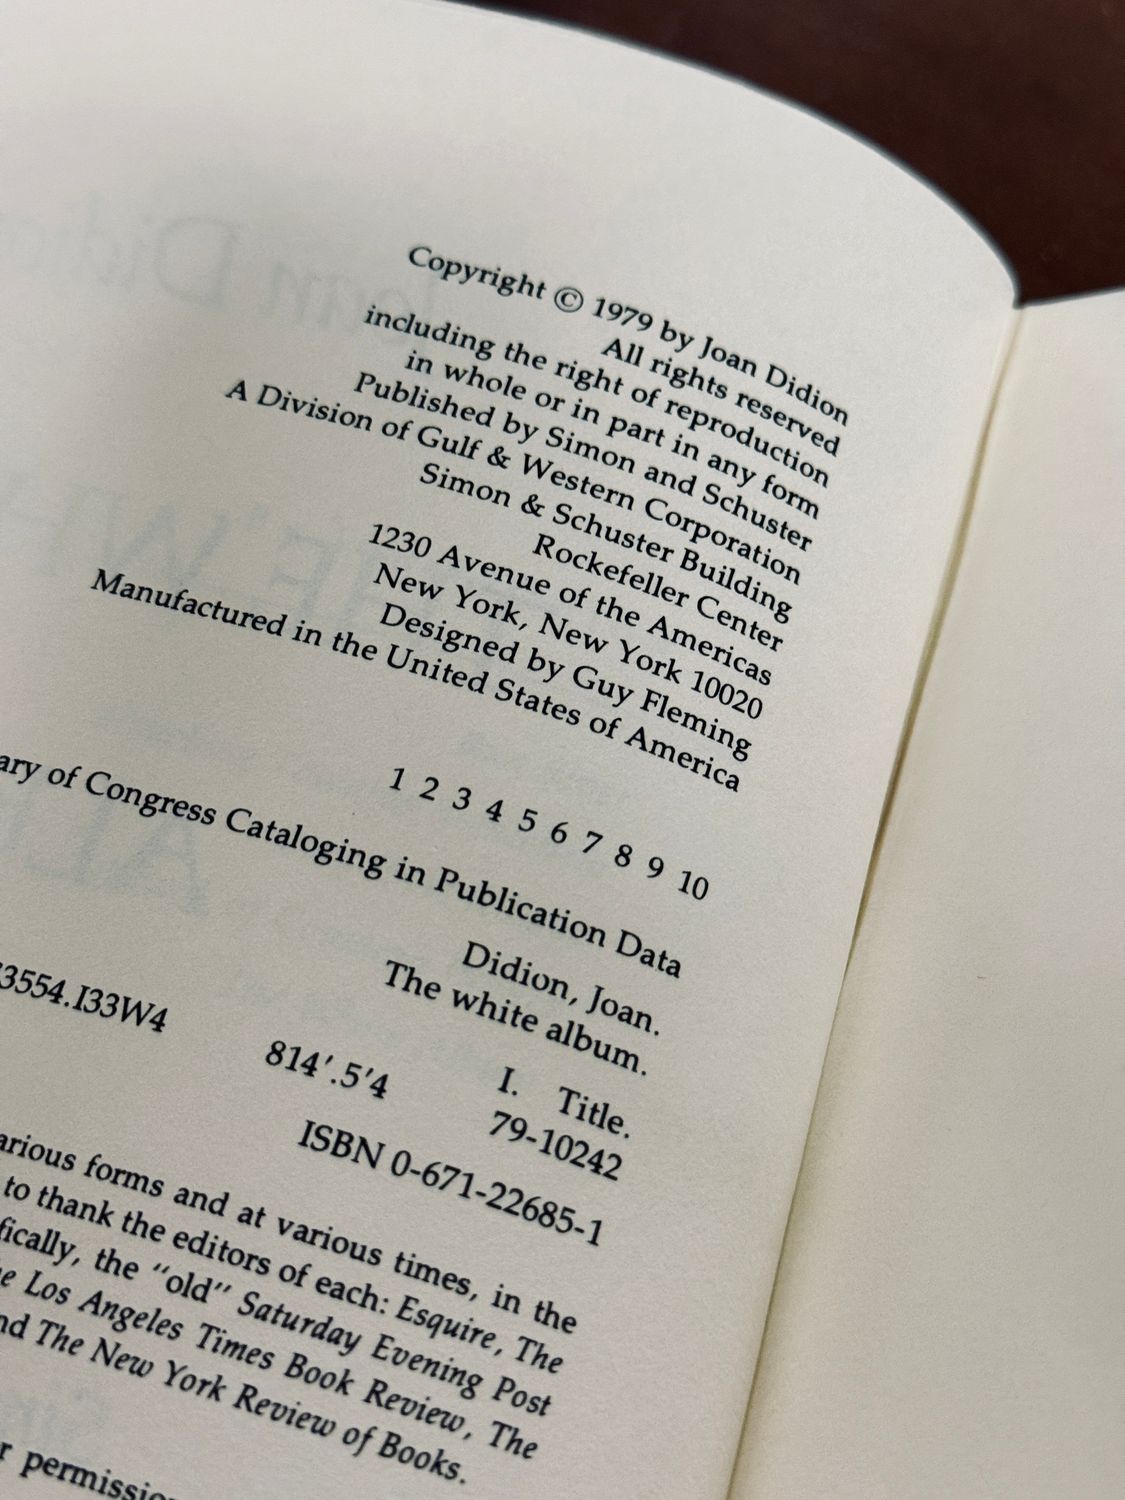 Copyright © 1979 by Joan Didion
All rights reserved
including the right of reproduction
in whole or in part in any form
Published by Simon and Schuster
A Division of Gulf & Western Corporation
Simon & Schuster Building
Rockefeller Center
1230 Avenue of the Americas
New York, New York 10020
Designed by Guy Fleming
Manufactured in the United States of America
1 2 3 4 5 6 7 8 9 10
ary of Congress Cataloging in Publication Data
Didion, Joan.
The white album.
I. Title.
3554.I33W4 814'.5'4 79-10242
ISBN 0-671-22685-1
arious forms and at various times, in the
to thank the editors of each: Esquire, The
fically, the "old" Saturday Evening Post
e Los Angeles Times Book Review, The
nd The New York Review of Books.
r permissio